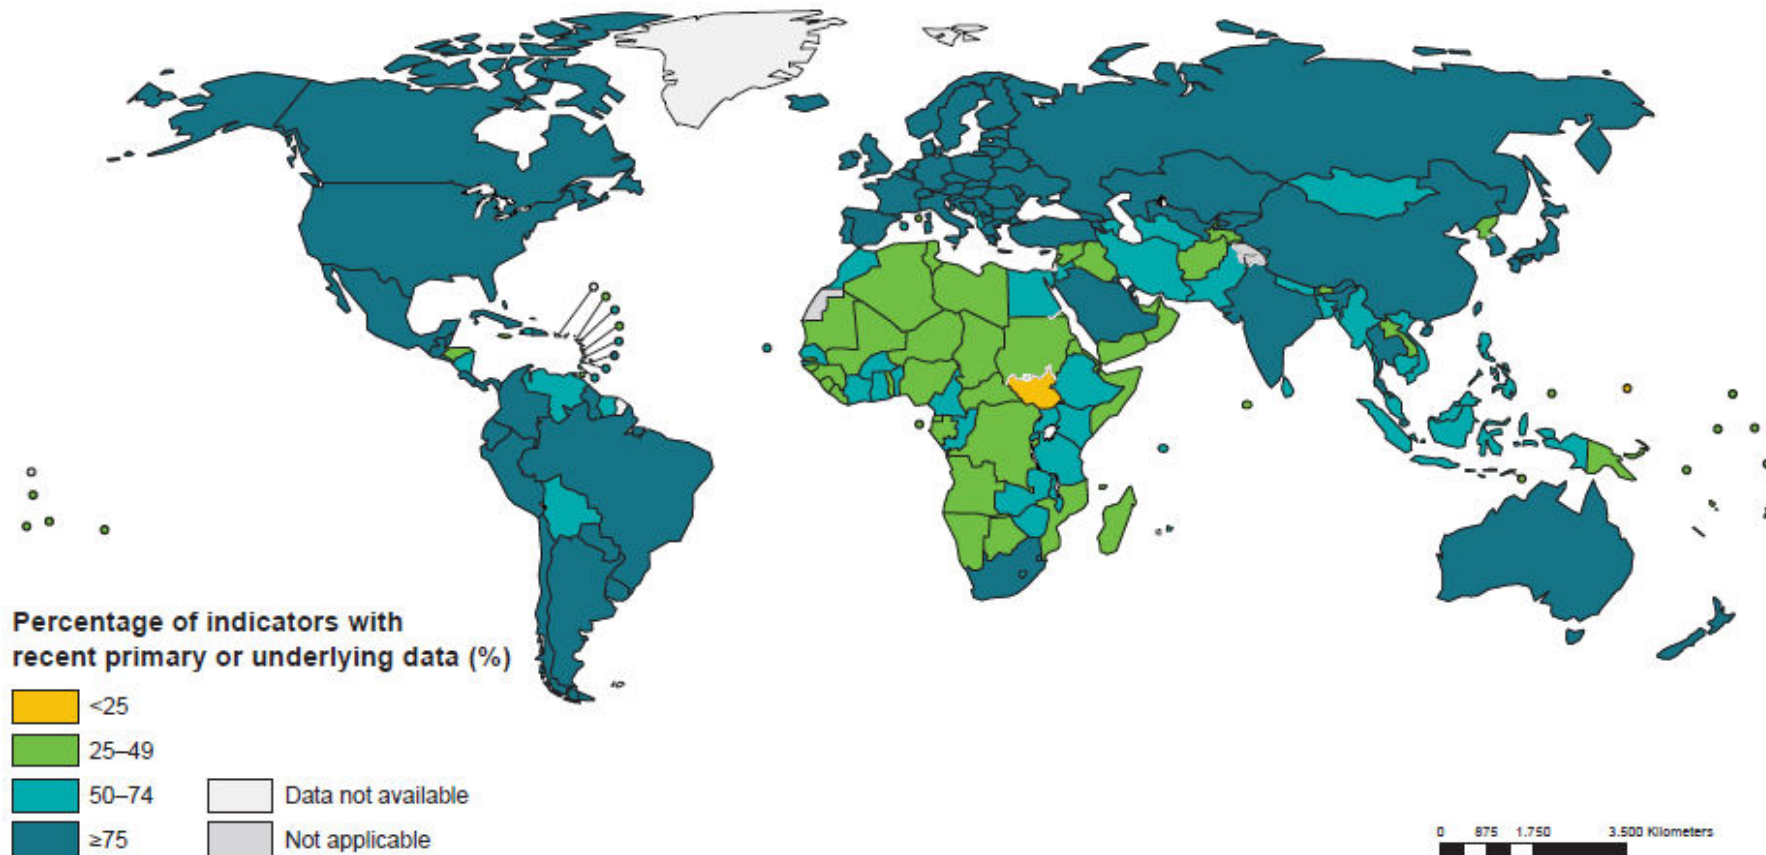 Percentage of indicators with
recent primary or underlying data (%)
<25
25–49
50–74
Data not available
≥75
Not applicable
0 875 1.750 3.500 Kilometers